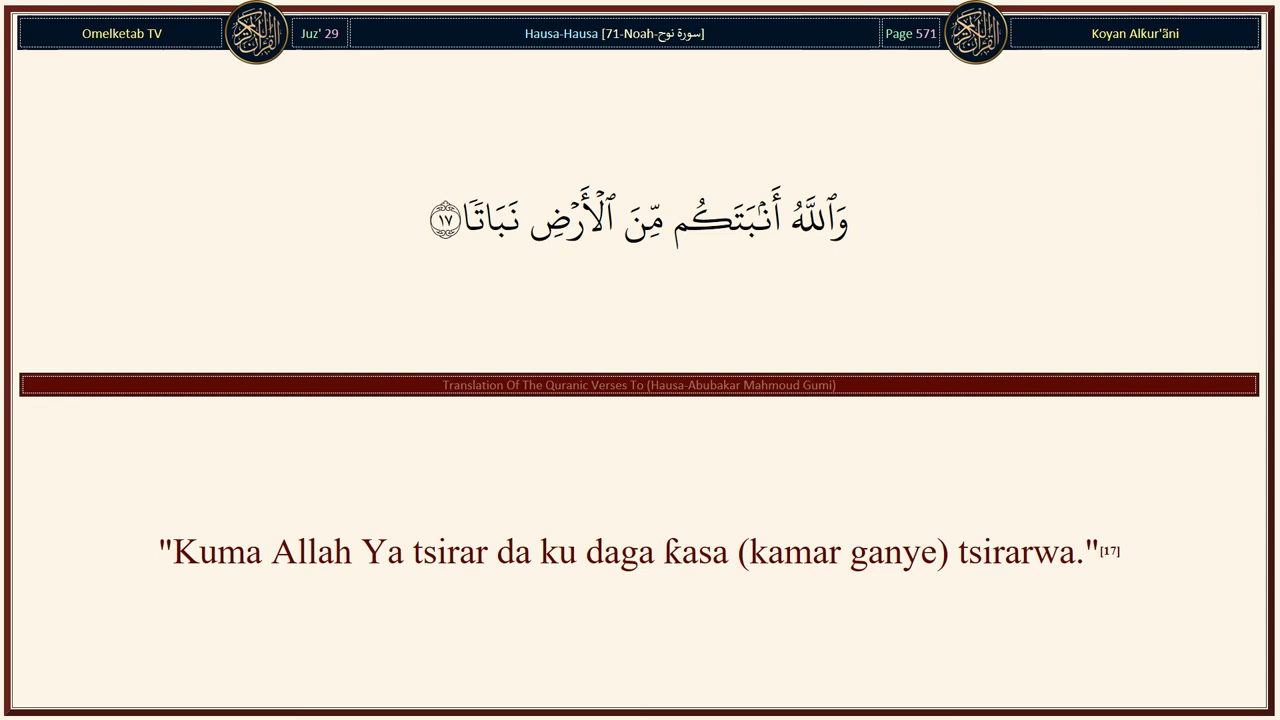 Omelketab TV
Juz' 29
Hausa-Hausa [71-Noah-سورة نوح]
Page 571
Koyan Alƙur'ãni
وَٱللَّهُ أَنۢبَتَكُم مِّنَ ٱلْأَرْضِ نَبَاتًا ١٧
Translation Of The Quranic Verses To (Hausa-Abubakar Mahmoud Gumi)
"Kuma Allah Ya tsirar da ku daga ƙasa (kamar ganye) tsirarwa."[17]